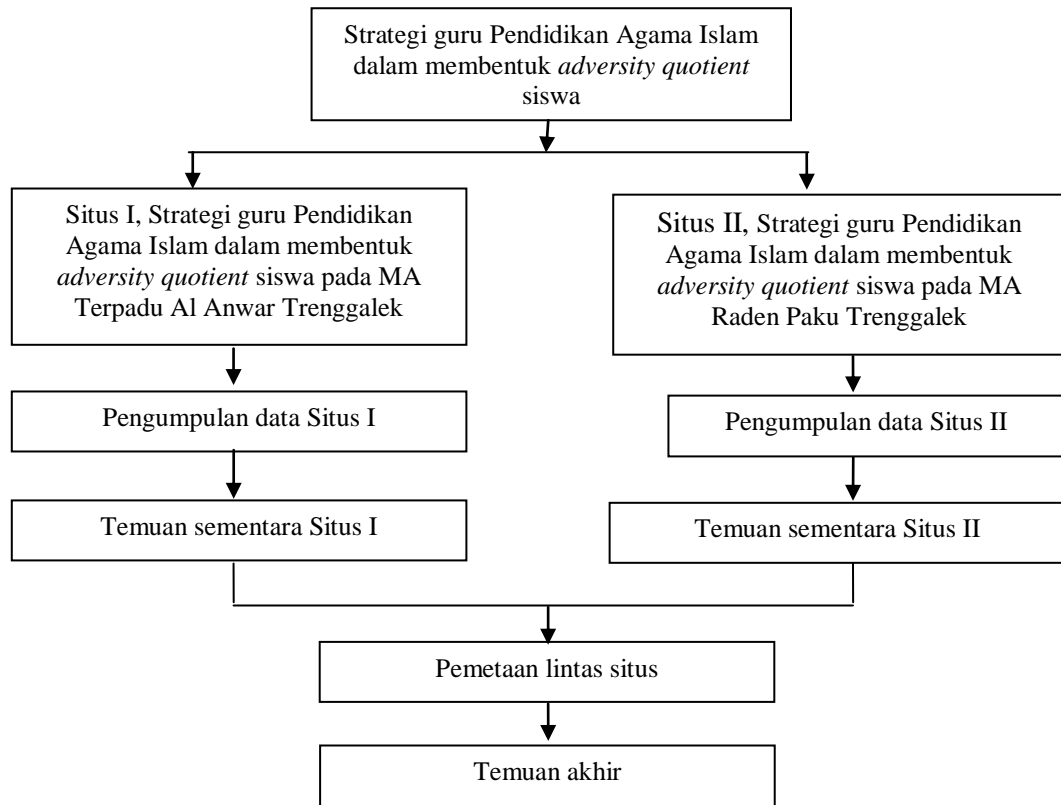 Strategi guru Pendidikan Agama Islam
dalam membentuk adversity quotient
siswa
Situs I, Strategi guru Pendidikan
Agama Islam dalam membentuk
adversity quotient siswa pada MA
Terpadu Al Anwar Trenggalek
Situs II, Strategi guru Pendidikan
Agama Islam dalam membentuk
adversity quotient siswa pada MA
Raden Paku Trenggalek
Pengumpulan data Situs I
Pengumpulan data Situs II
Temuan sementara Situs I
Temuan sementara Situs II
Pemetaan lintas situs
Temuan akhir